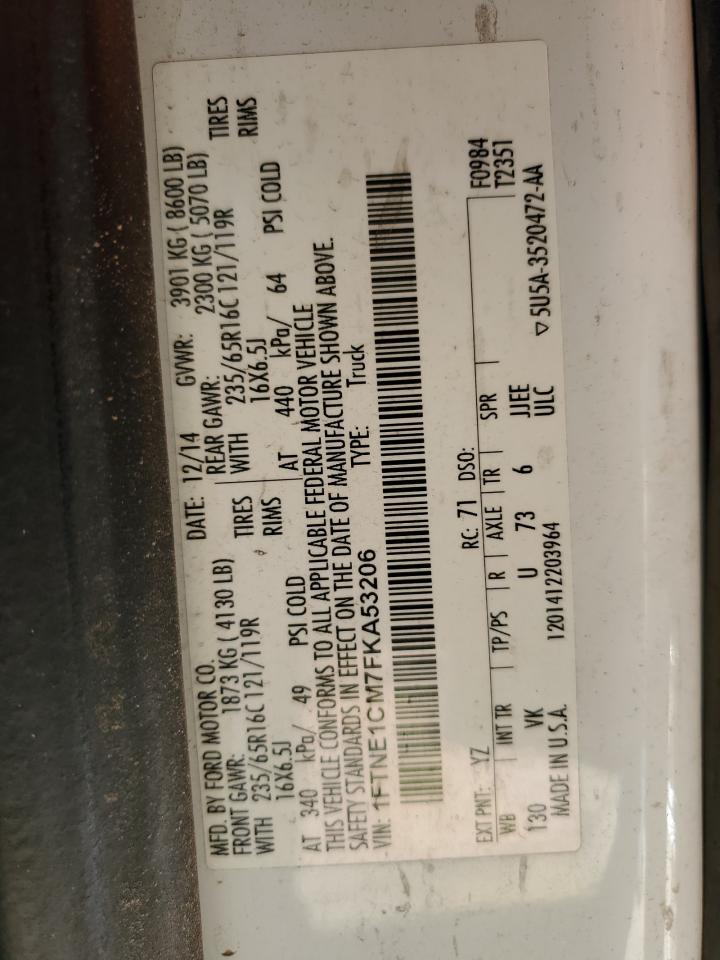 MFD. BY FORD MOTOR CO.
DATE: 12/14 GVWR: 3901 KG ( 8600 LB)
FRONT GAWR: 1873 KG ( 4130 LB)
REAR GAWR: 2300 KG ( 5070 LB)
WITH 235/65R16C 121/119R TIRES
WITH 235/65R16C 121/119R TIRES
16X6.5J RIMS
16X6.5J RIMS
AT 340 kPa/ 49 PSI COLD
AT 440 kPa/ 64 PSI COLD
THIS VEHICLE CONFORMS TO ALL APPLICABLE FEDERAL MOTOR VEHICLE
SAFETY STANDARDS IN EFFECT ON THE DATE OF MANUFACTURE SHOWN ABOVE.
VIN: 1FTNE1CM7FKA53206 TYPE: Truck
F0984
T2351
EXT PNT: YZ RC: 71 DSO:
WB INT TR TP/PS R AXLE TR SPR
130 VK U 73 6 JJEE
MADE IN U.S.A. 1201412203964 ULC ▽5U5A-3520472-AA